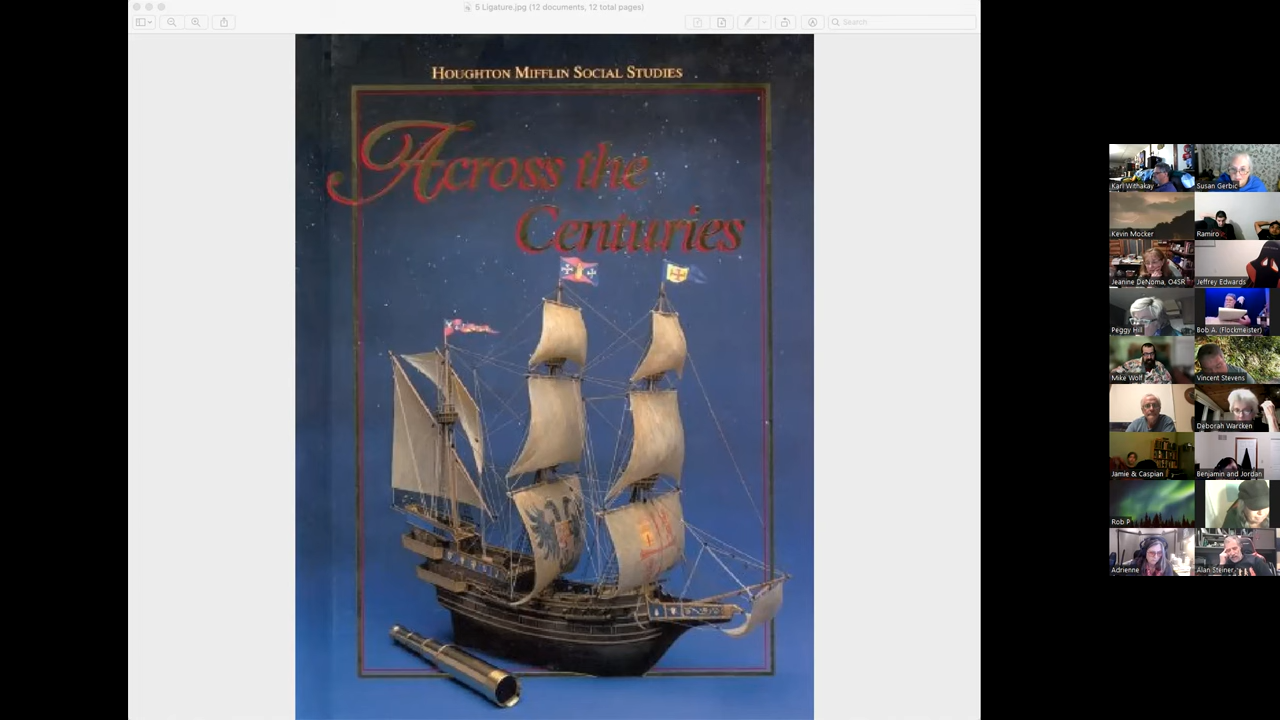 5 Ligature.jpg (12 documents, 12 total pages)
Search
HOUGHTON MIFFLIN SOCIAL STUDIES
Across the
Centuries
Karl Withakay
Susan Gerbic
Kevin Mocker
Ramiro
Jeanine DeNoma, O4SR
Jeffrey Edwards
Peggy Hill
Bob A. (Flockmeister)
Mike Wolf
Vincent Stevens
Deborah Warcken
Jamie & Caspian
Benjamin and Jordan
Rob P
Adrienne
Alan Steiner